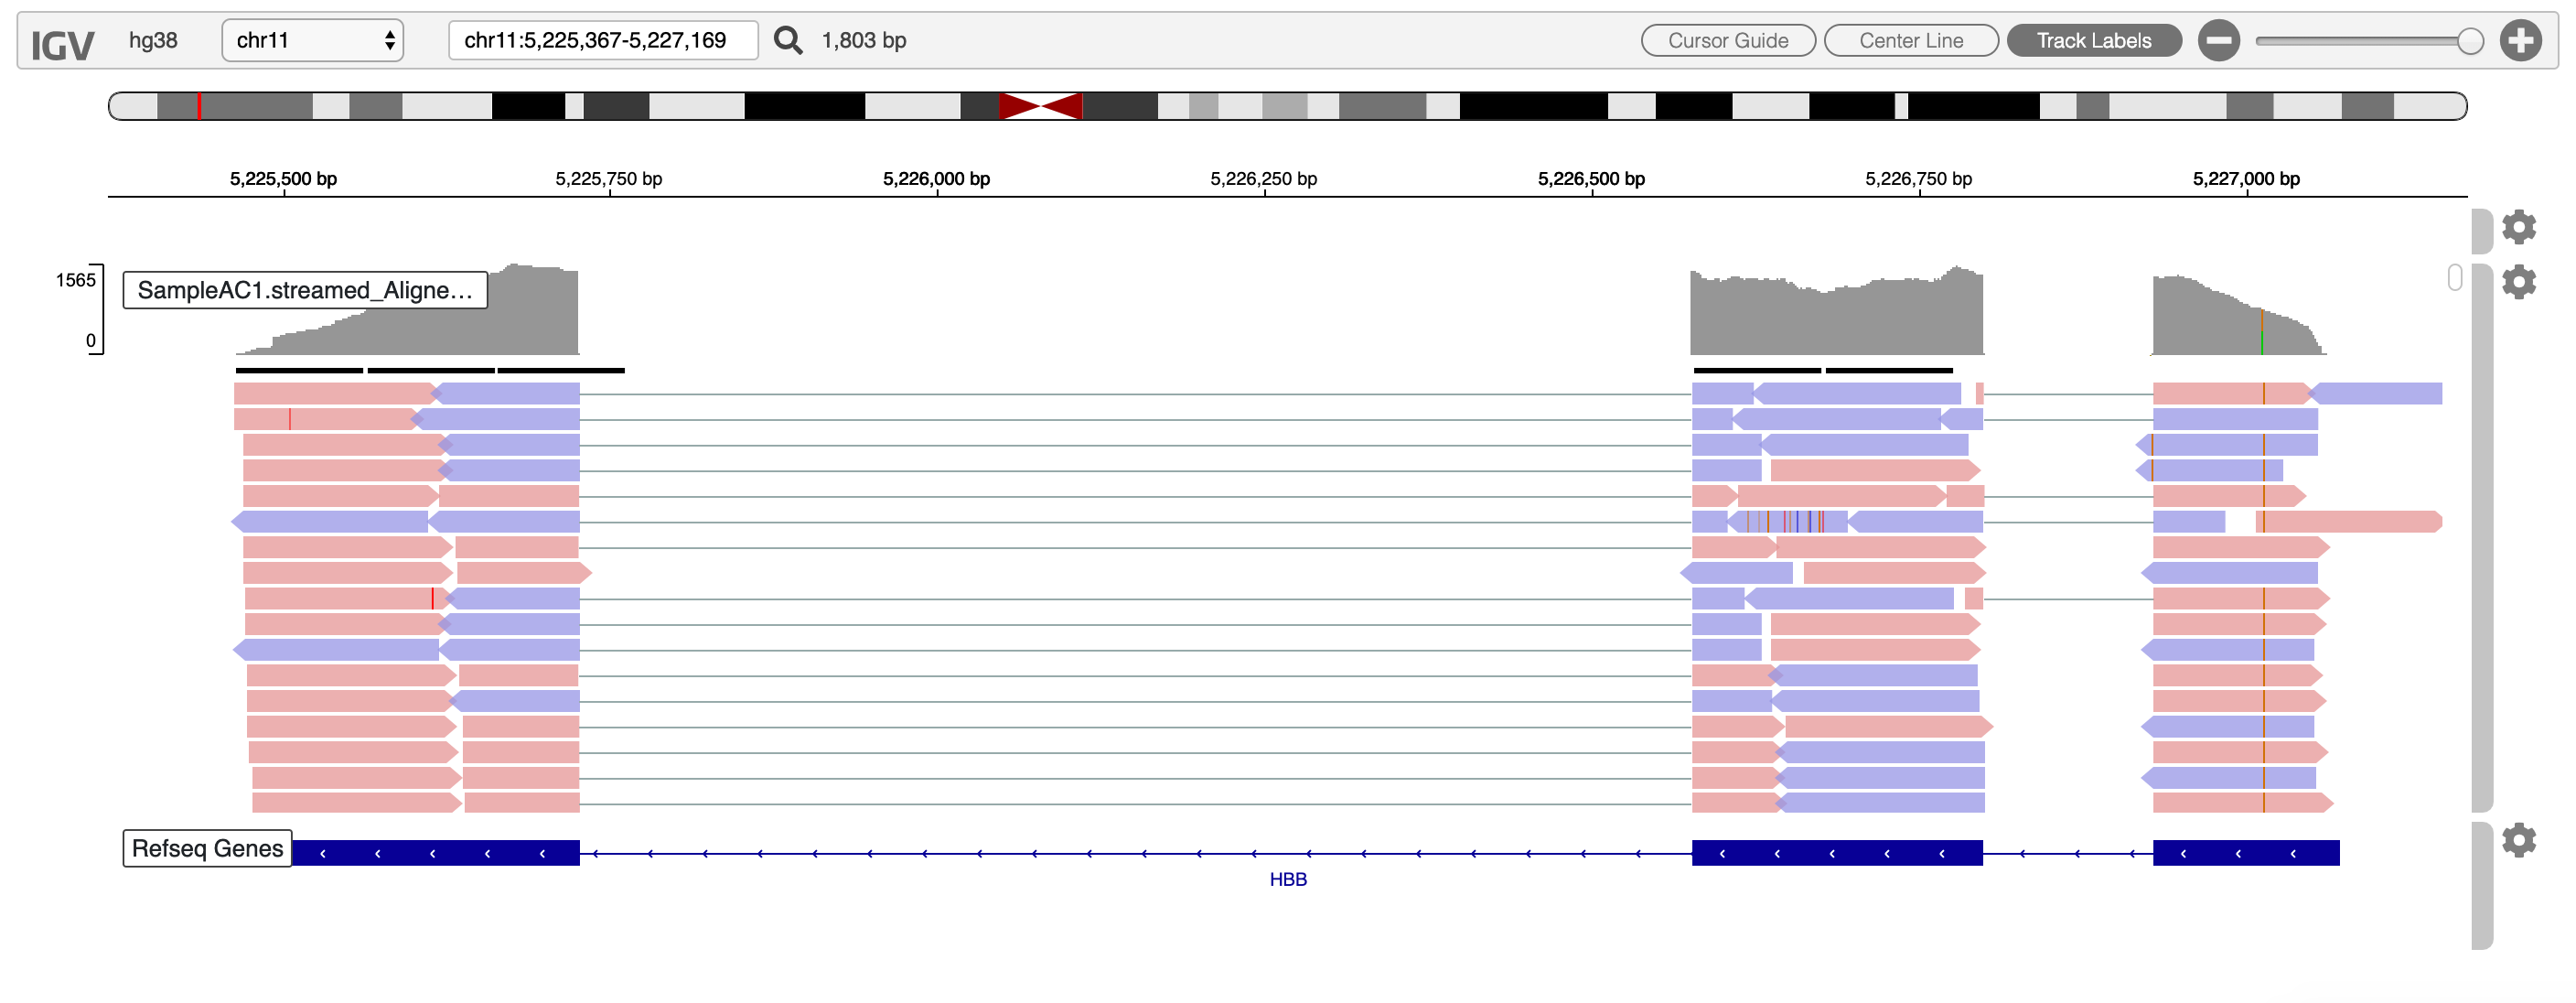 IGV hg38 chr11 chr11:5,225,367-5,227,169 1,803 bp Cursor Guide Center Line Track Labels
5,225,500 bp 5,225,750 bp 5,226,000 bp 5,226,250 bp 5,226,500 bp 5,226,750 bp 5,227,000 bp
1565
SampleAC1.streamed_Aligne...
0
Refseq Genes
HBB